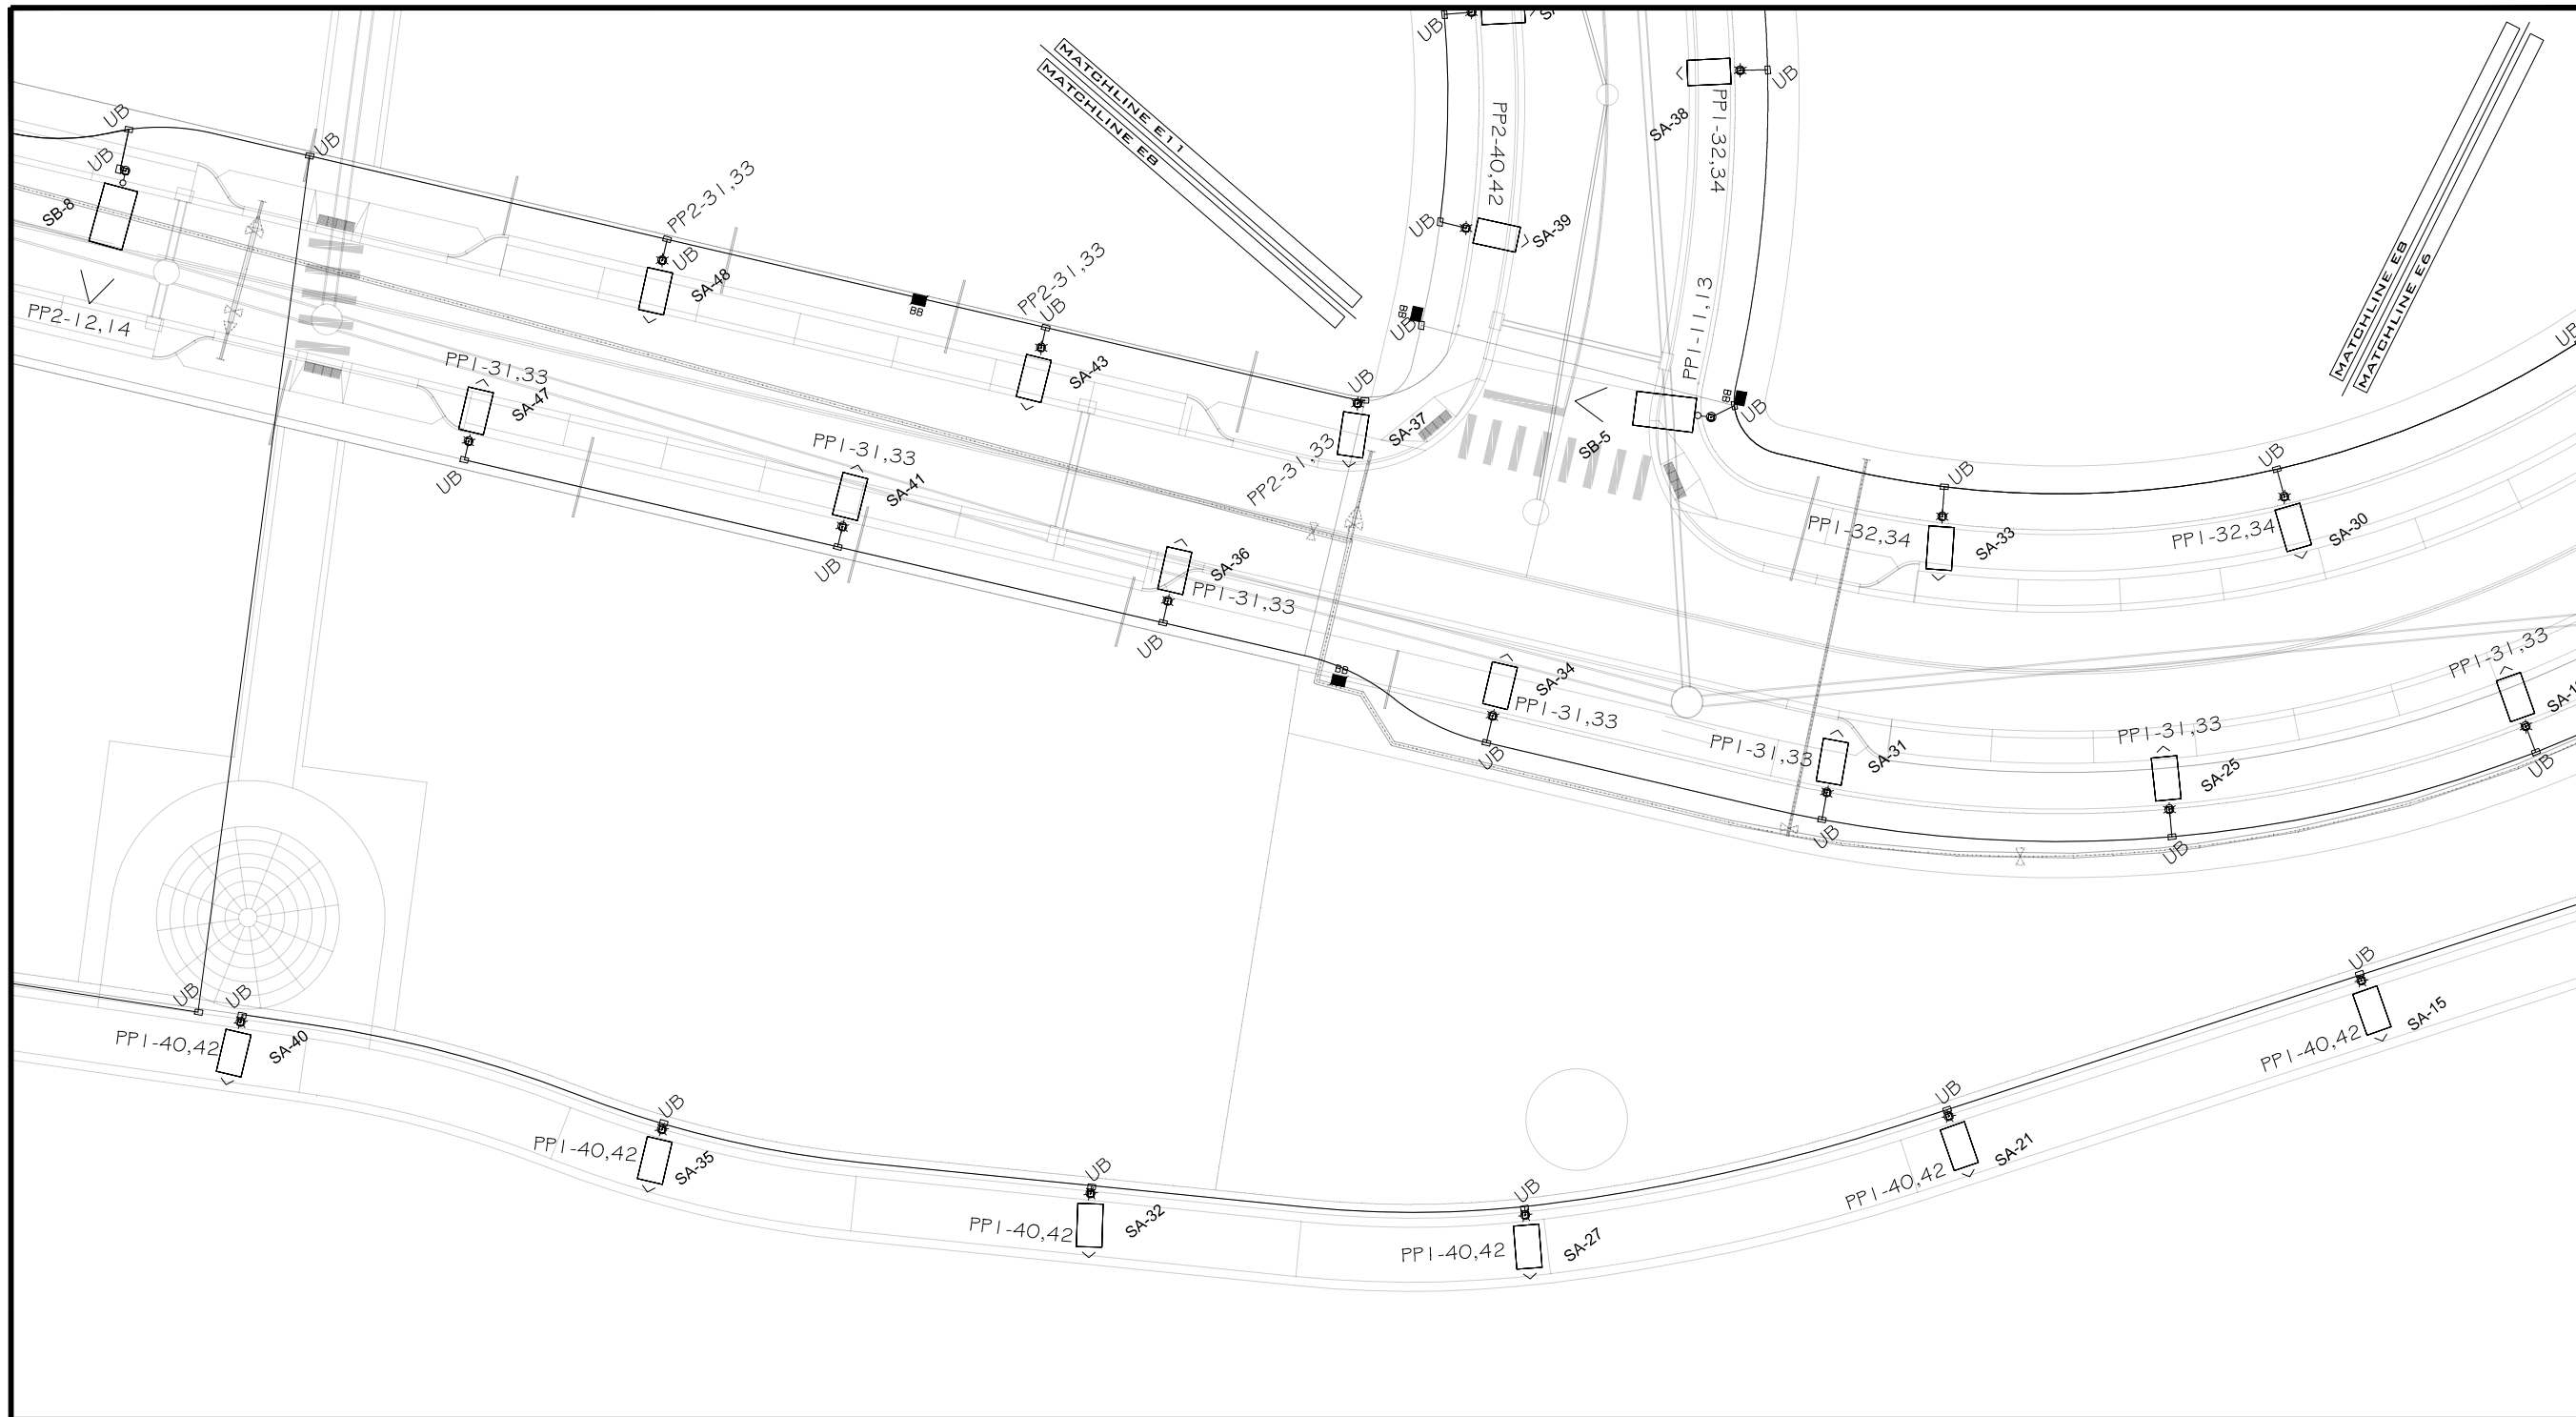 UB
UB
UB
SB-8
PP2-12,14
UB
PP2-31,33
UB
SA-48
BB
PP2-31,33
UB
SA-43
MATCHLINE E11
MATCHLINE E8
UB
PP2-40,42
UB
SA-39
BB
UB
UB
SA-37
PP2-31,33
UB
SA-38
PP1-32,34
PP1-11,13
BB
UB
SB-5
MATCHLINE E8
MATCHLINE E6
UB
UB
PP1-32,34
SA-33
UB
PP1-32,34
SA-30
PP1-31,33
SA-47
UB
PP1-31,33
SA-41
UB
SA-36
PP1-31,33
UB
BB
SA-34
PP1-31,33
UB
PP1-31,33
SA-31
UB
PP1-31,33
SA-25
UB
PP1-31,33
UB
UB
UB
PP1-40,42
SA-40
UB
PP1-40,42
SA-35
UB
PP1-40,42
SA-32
UB
PP1-40,42
SA-27
UB
PP1-40,42
SA-21
UB
PP1-40,42
SA-15